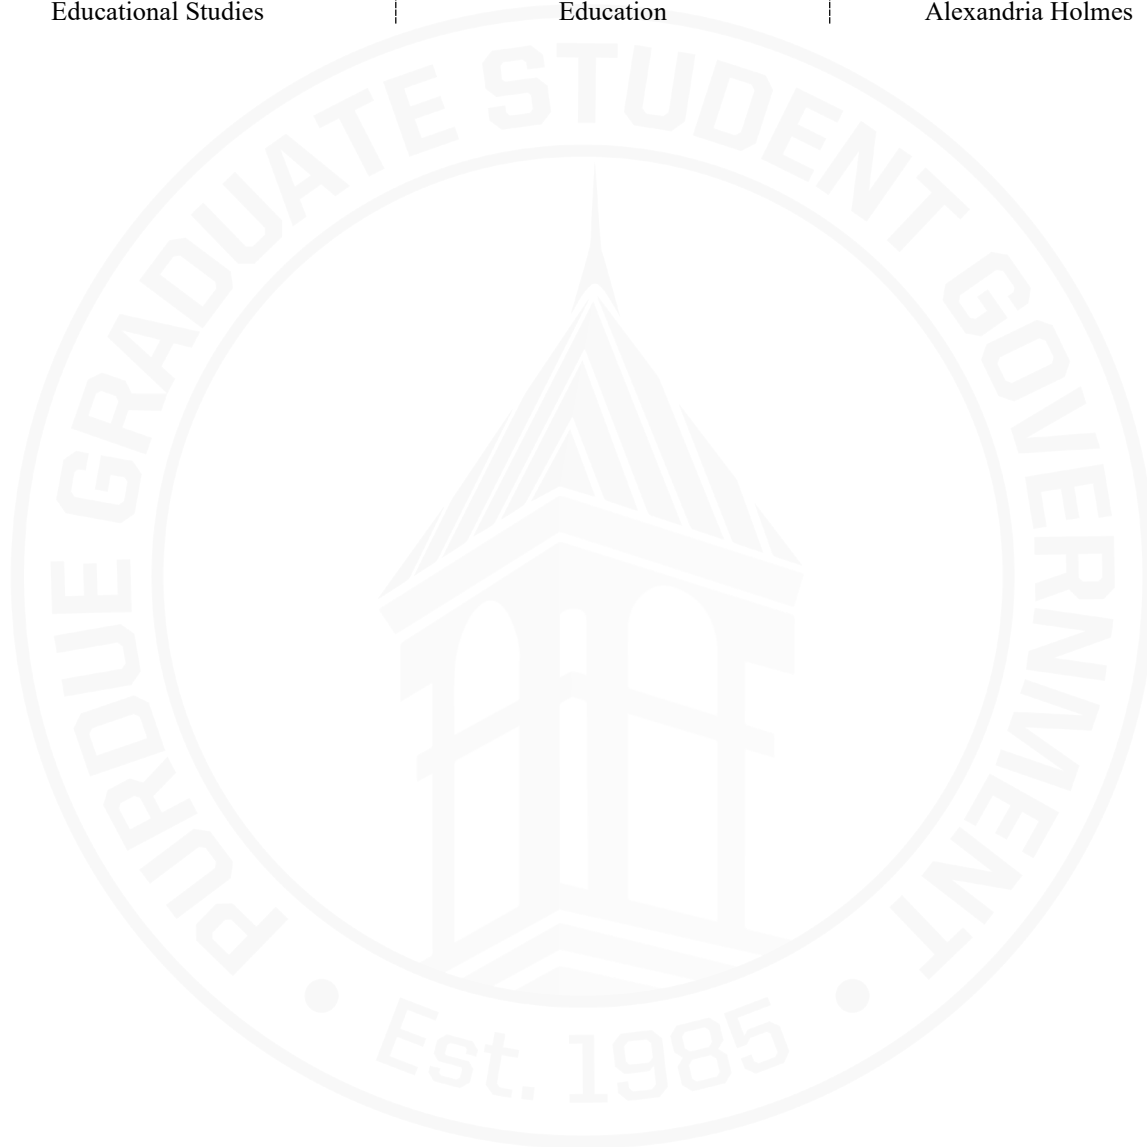 Educational Studies Education Alexandria Holmes
PURDUE GRADUATE STUDENT GOVERNMENT
Est. 1985